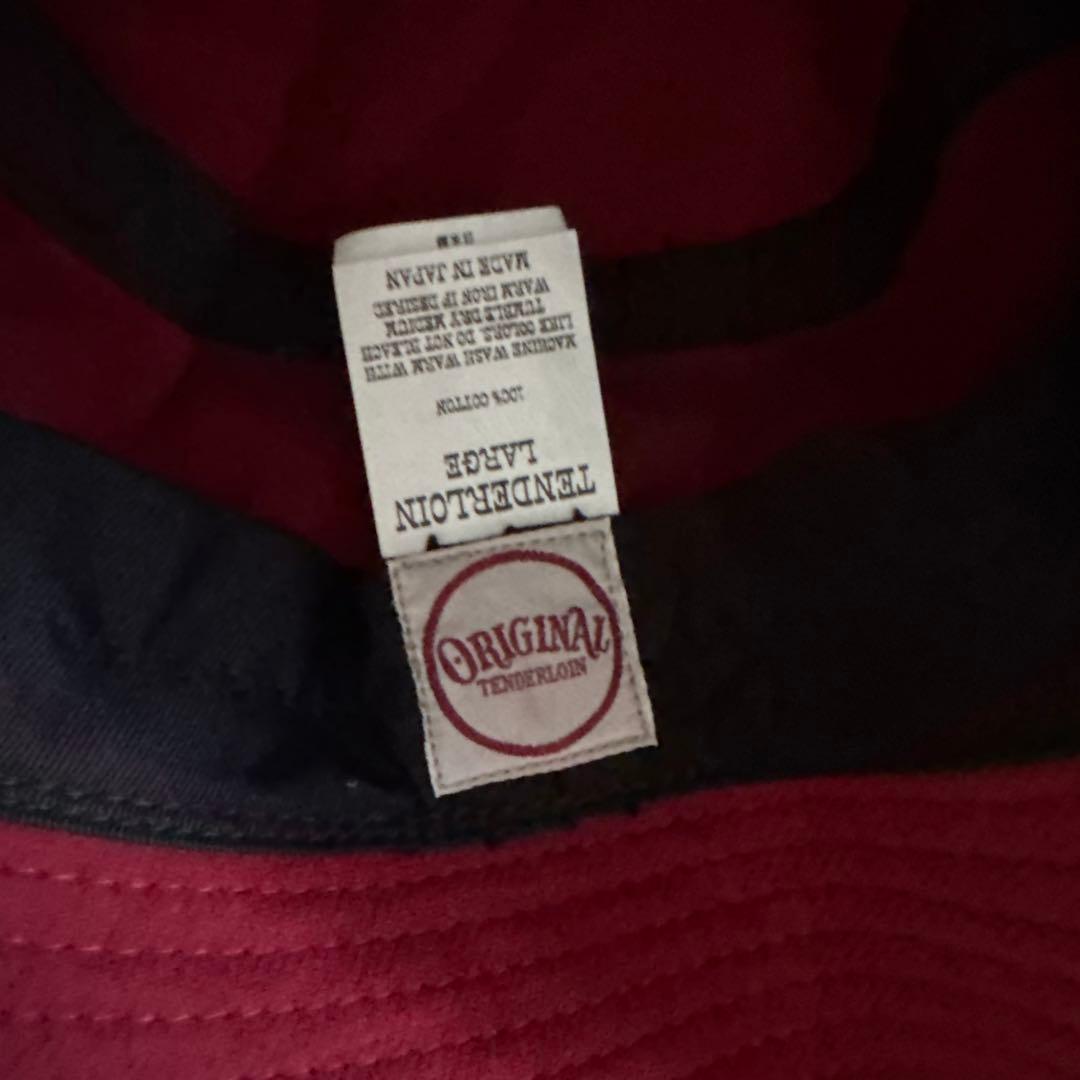 TENDERLOIN
LARGE
100% COTTON
MACHINE WASH WARM WITH
LIKE COLORS. DO NOT BLEACH
TUMBLE DRY MEDIUM
WARM IRON IF DESIRED
MADE IN JAPAN
ORIGINAL
TENDERLOIN